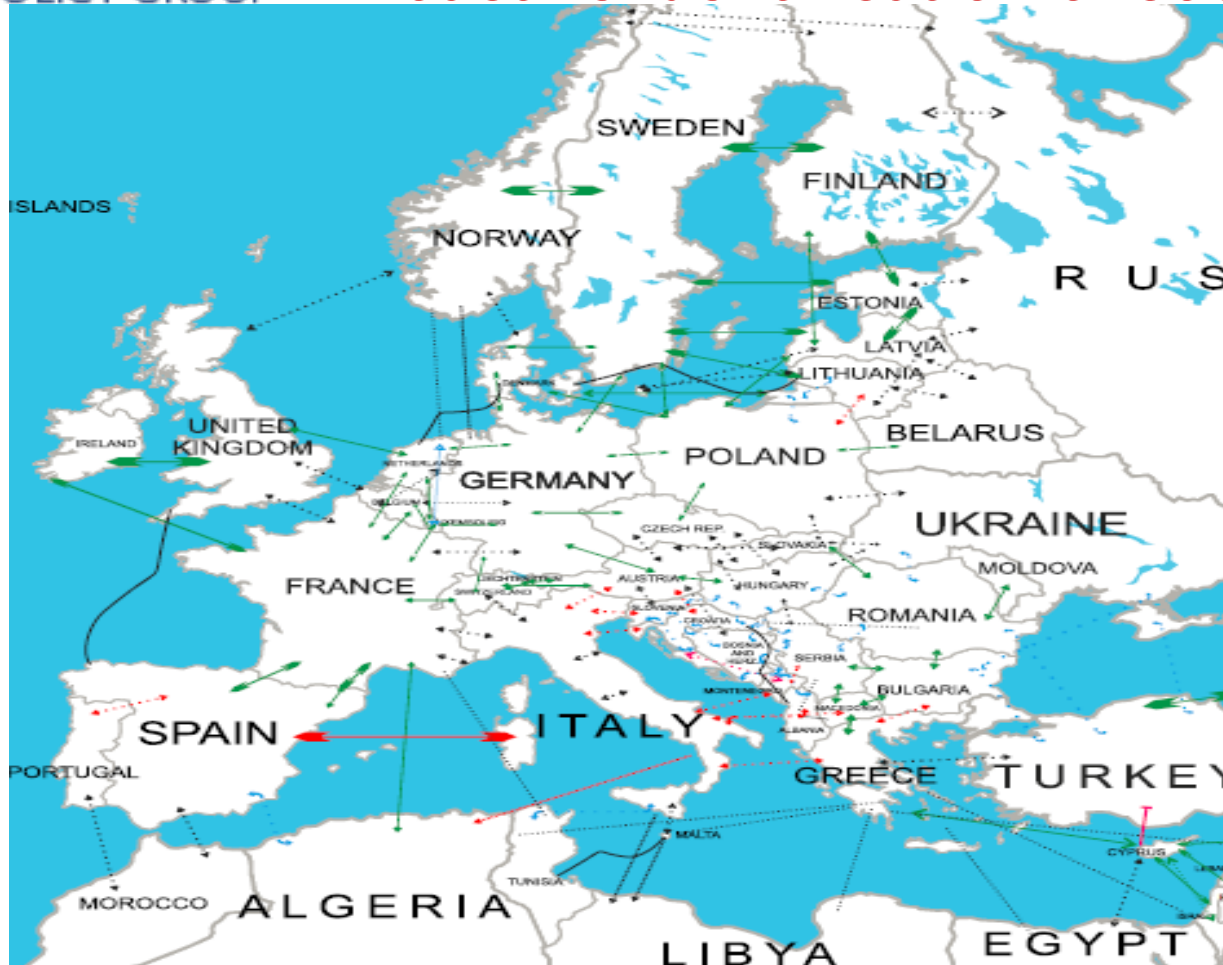 ISLANDS
SWEDEN
FINLAND
NORWAY
R U S
ESTONIA
LATVIA
LITHUANIA
DENMARK
UNITED
KINGDOM
IRELAND
BELARUS
NETHERLANDS
GERMANY
POLAND
BELGIUM
UKRAINE
CZECH REP.
SLOVAKIA
MOLDOVA
FRANCE
LIECHTENSTEIN
SWITZERLAND
AUSTRIA
HUNGARY
SLOVENIA
ROMANIA
CROATIA
BOSNIA
AND
HERZ.
SERBIA
MONTENEGRO
BULGARIA
SPAIN
ITALY
MACEDONIA
ALBANIA
PORTUGAL
GREECE
TURKEY
MALTA
CYPRUS
TUNISIA
MOROCCO
ALGERIA
LIBYA
EGYPT